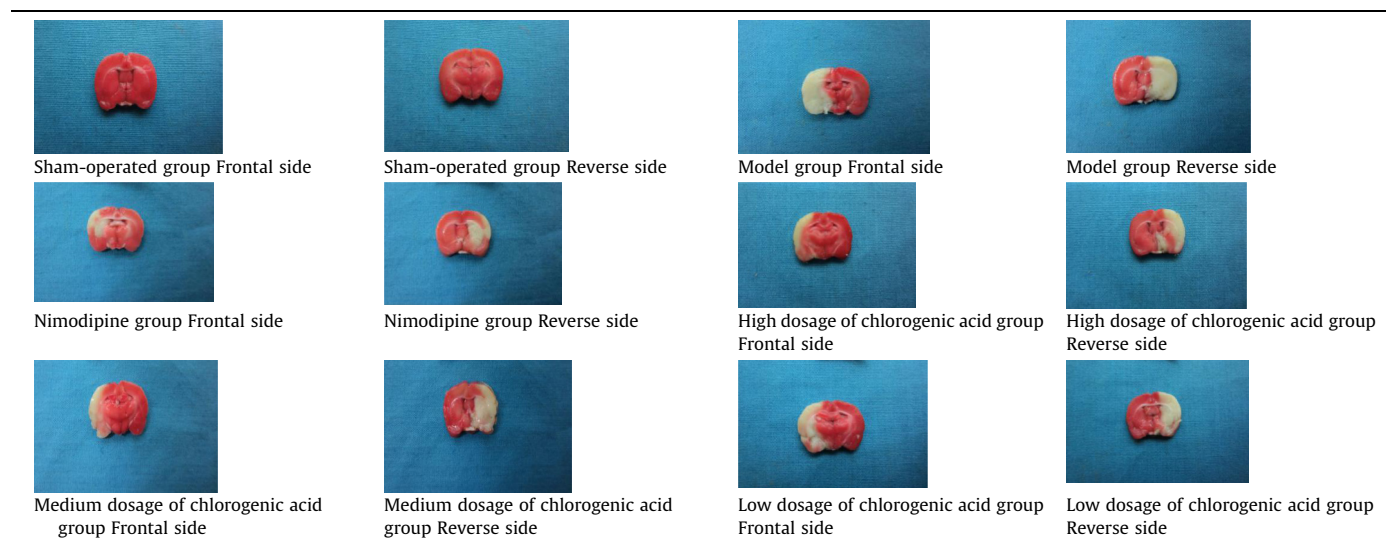 Sham-operated group Frontal side
Sham-operated group Reverse side
Model group Frontal side
Model group Reverse side
Nimodipine group Frontal side
Nimodipine group Reverse side
High dosage of chlorogenic acid group
Frontal side
High dosage of chlorogenic acid group
Reverse side
Medium dosage of chlorogenic acid
group Frontal side
Medium dosage of chlorogenic acid
group Reverse side
Low dosage of chlorogenic acid group
Frontal side
Low dosage of chlorogenic acid group
Reverse side